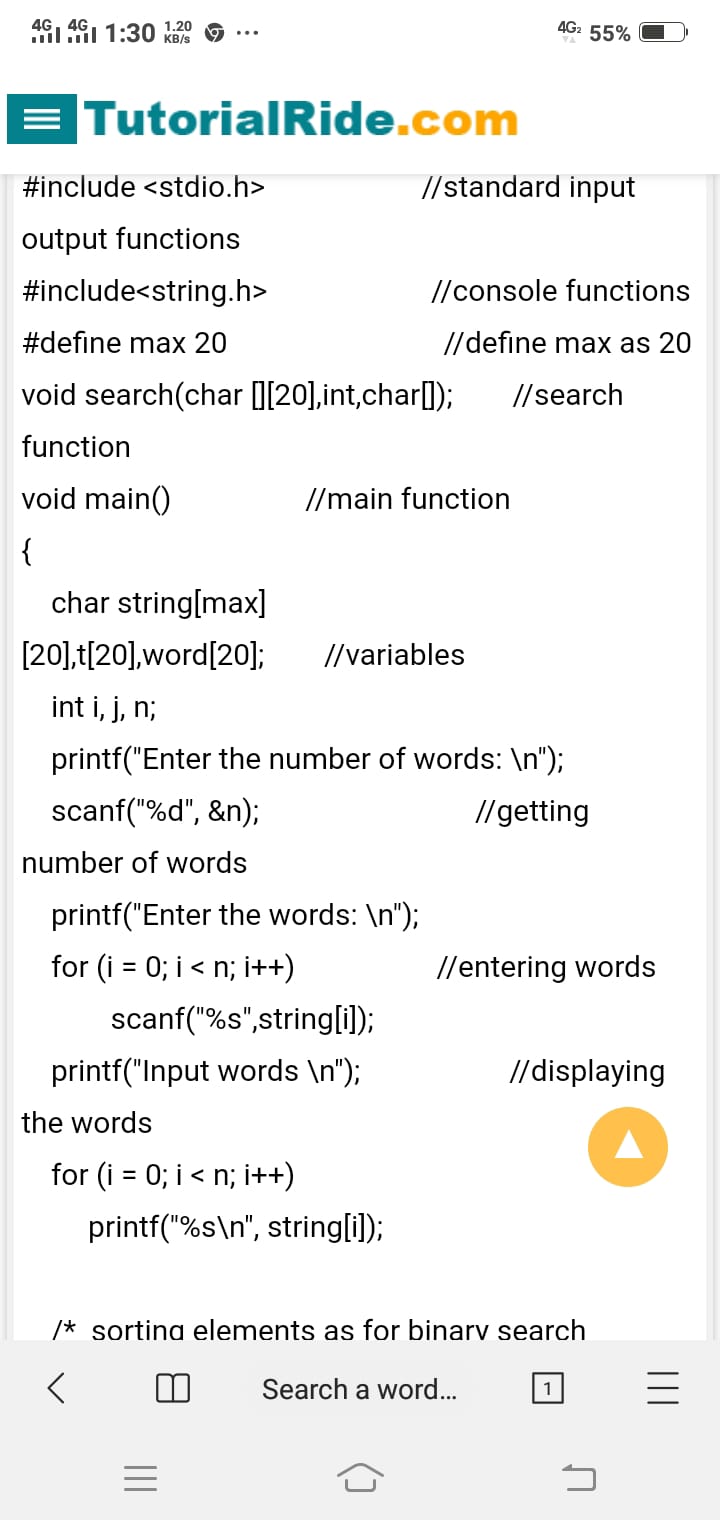 4G 4G 1:30 1.20 KB/s ... 4G2 55%
TutorialRide.com
#include <stdio.h> //standard input
output functions
#include<string.h> //console functions
#define max 20 //define max as 20
void search(char [][20],int,char[]); //search
function
void main() //main function
{
char string[max]
[20],t[20],word[20]; //variables
int i, j, n;
printf("Enter the number of words: \n");
scanf("%d", &n); //getting
number of words
printf("Enter the words: \n");
for (i = 0; i < n; i++) //entering words
scanf("%s",string[i]);
printf("Input words \n"); //displaying
the words
for (i = 0; i < n; i++)
printf("%s\n", string[i]);
/* sorting elements as for binary search
Search a word... 1